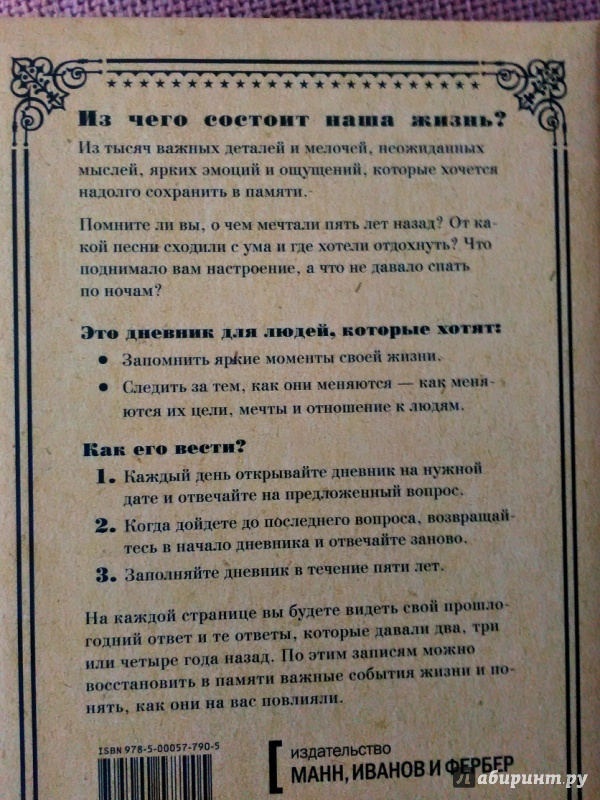 Из чего состоит наша жизнь?
Из тысяч важных деталей и мелочей, неожиданных
мыслей, ярких эмоций и ощущений, которые хочется
надолго сохранить в памяти.
Помните ли вы, о чем мечтали пять лет назад? От ка-
кой песни сходили с ума и где хотели отдохнуть? Что
поднимало вам настроение, а что не давало спать
по ночам?
Это дневник для людей, которые хотят:
• Запомнить яркие моменты своей жизни.
• Следить за тем, как они меняются — как меня-
ются их цели, мечты и отношение к людям.
Как его вести?
1. Каждый день открывайте дневник на нужной
дате и отвечайте на предложенный вопрос.
2. Когда дойдете до последнего вопроса, возвращай-
тесь в начало дневника и отвечайте заново.
3. Заполняйте дневник в течение пяти лет.
На каждой странице вы будете видеть свой прошло-
годний ответ и те ответы, которые давали два, три
или четыре года назад. По этим записям можно
восстановить в памяти важные события жизни и по-
нять, как они на вас повлияли.
ISBN 978-5-00057-790-5
издательство
МАНН, ИВАНОВ И ФЕРБЕР
лабиринт.ру